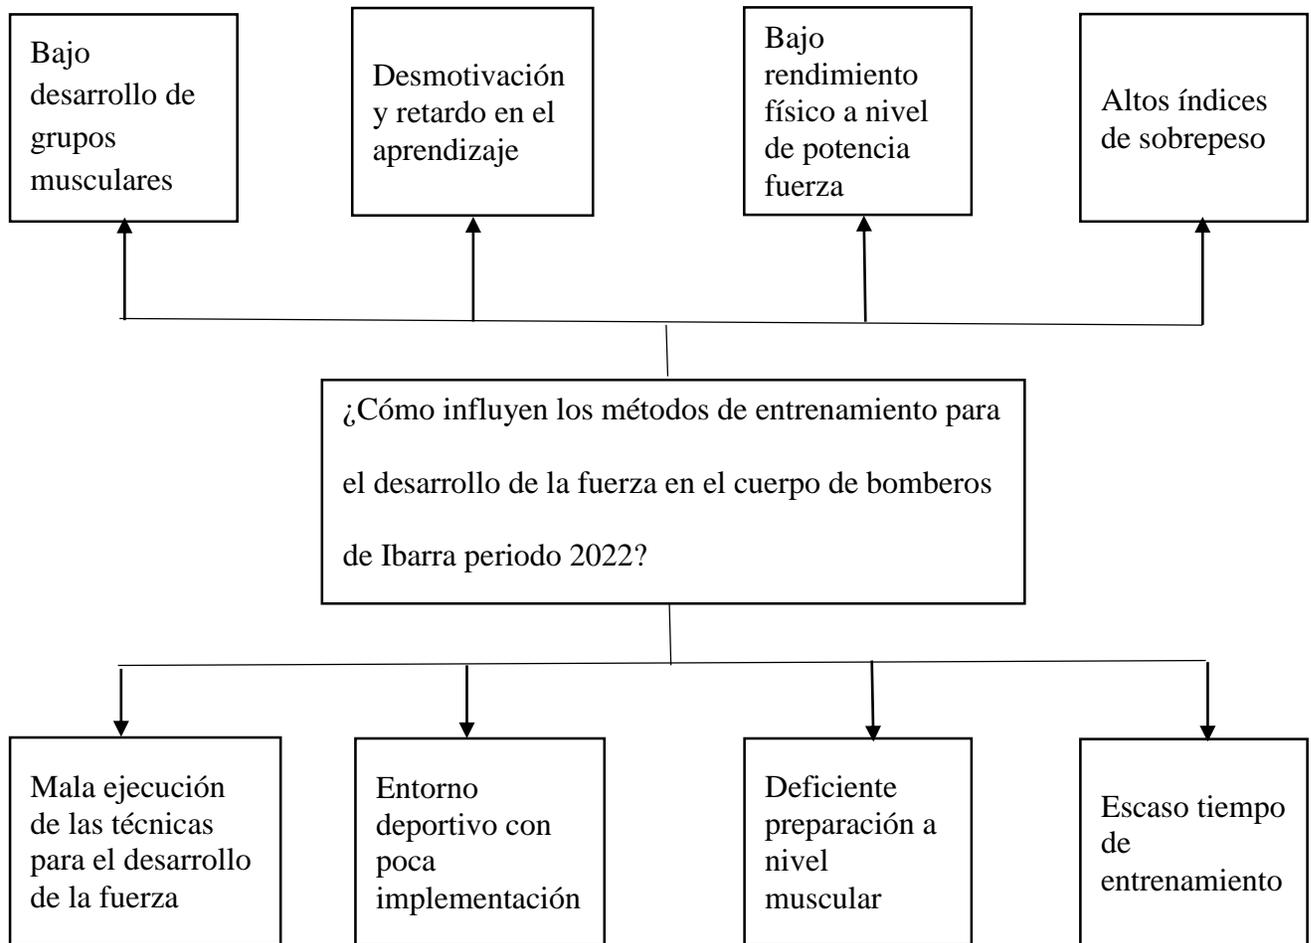 Bajo
desarrollo de
grupos
musculares
Desmotivación
y retardo en el
aprendizaje
Bajo
rendimiento
físico a nivel
de potencia
fuerza
Altos índices
de sobrepeso
¿Cómo influyen los métodos de entrenamiento para
el desarrollo de la fuerza en el cuerpo de bomberos
de Ibarra periodo 2022?
Mala ejecución
de las técnicas
para el desarrollo
de la fuerza
Entorno
deportivo con
poca
implementación
Deficiente
preparación a
nivel
muscular
Escaso tiempo
de
entrenamiento